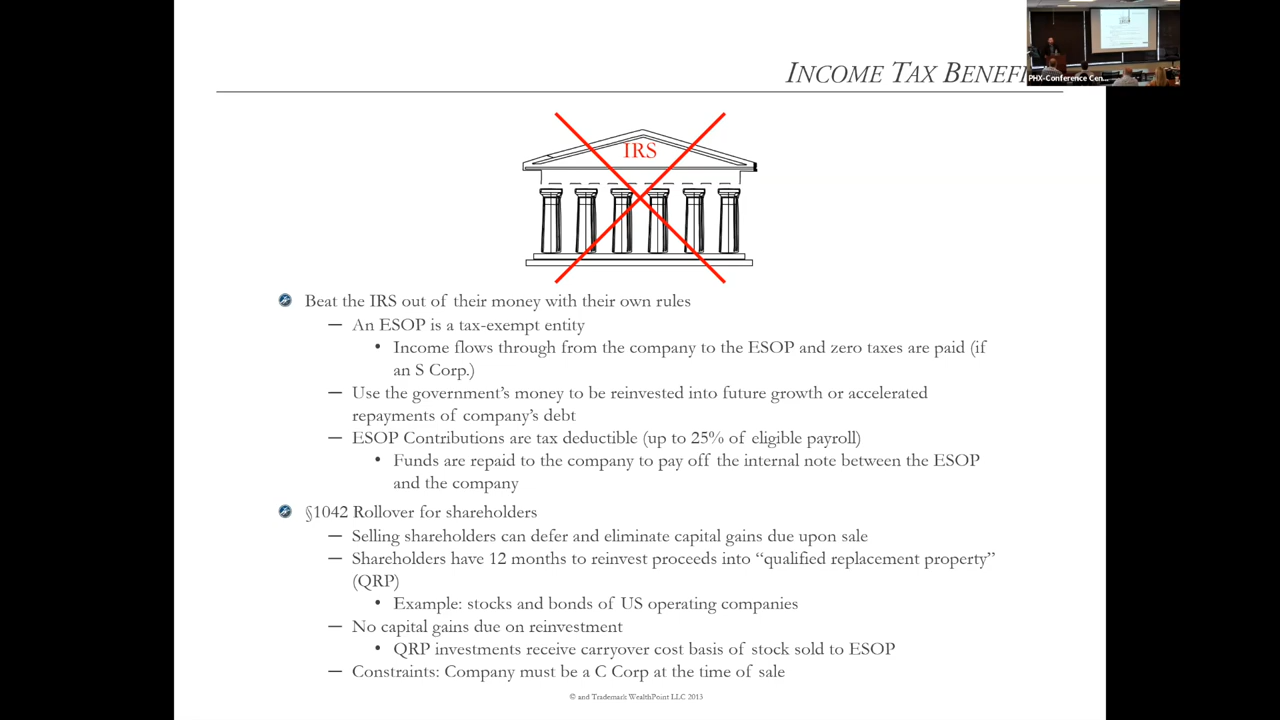 INCOME TAX BENEFI
PHX-Conference Cen...
IRS
Beat the IRS out of their money with their own rules
— An ESOP is a tax-exempt entity
• Income flows through from the company to the ESOP and zero taxes are paid (if
an S Corp.)
— Use the government’s money to be reinvested into future growth or accelerated
repayments of company’s debt
— ESOP Contributions are tax deductible (up to 25% of eligible payroll)
• Funds are repaid to the company to pay off the internal note between the ESOP
and the company
§1042 Rollover for shareholders
— Selling shareholders can defer and eliminate capital gains due upon sale
— Shareholders have 12 months to reinvest proceeds into “qualified replacement property”
(QRP)
• Example: stocks and bonds of US operating companies
— No capital gains due on reinvestment
• QRP investments receive carryover cost basis of stock sold to ESOP
— Constraints: Company must be a C Corp at the time of sale
© and Trademark WealthPoint LLC 2013